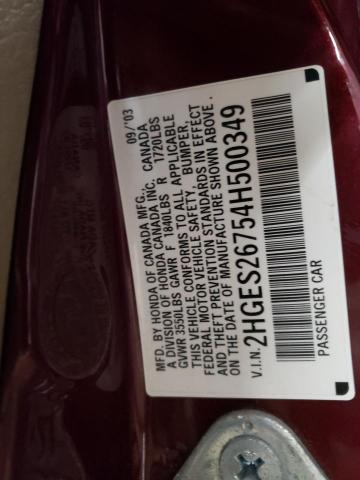 MFD. BY HONDA OF CANADA MFG., 09/'03
A DIVISION OF HONDA CANADA INC. CANADA
GVWR 3550LBS GAWR F 1840LBS R 1720LBS
THIS VEHICLE CONFORMS TO ALL APPLICABLE
FEDERAL MOTOR VEHICLE SAFETY, BUMPER,
AND THEFT PREVENTION STANDARDS IN EFFECT
ON THE DATE OF MANUFACTURE SHOWN ABOVE.
V.I.N. 2HGES26754H500349
PASSENGER CAR